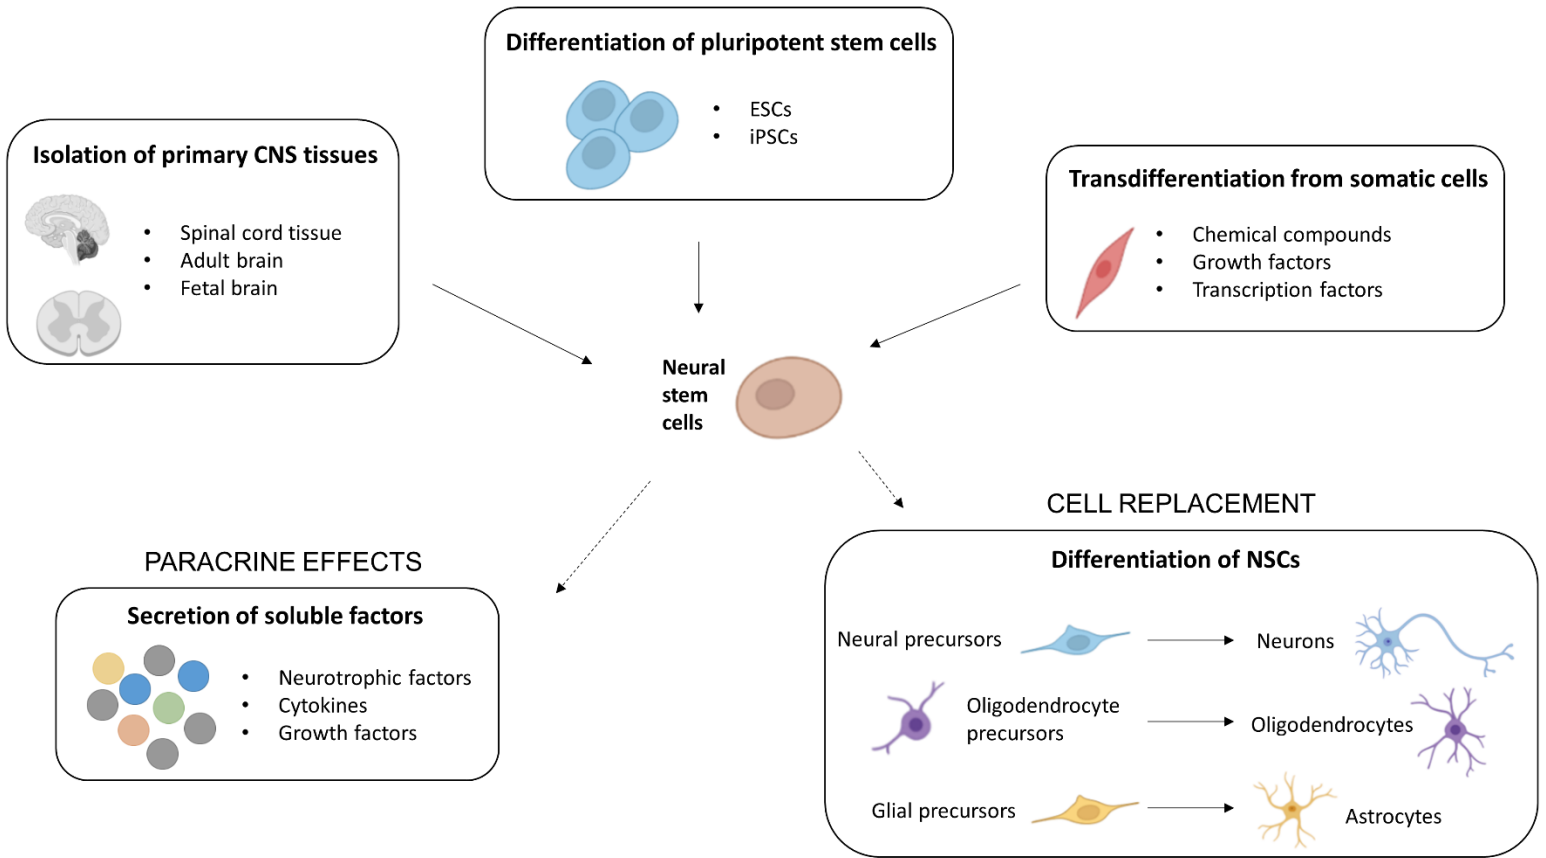 Differentiation of pluripotent stem cells
• ESCs
• iPSCs
Isolation of primary CNS tissues
• Spinal cord tissue
• Adult brain
• Fetal brain
Transdifferentiation from somatic cells
• Chemical compounds
• Growth factors
• Transcription factors
Neural
stem
cells
PARACRINE EFFECTS
Secretion of soluble factors
• Neurotrophic factors
• Cytokines
• Growth factors
CELL REPLACEMENT
Differentiation of NSCs
Neural precursors
Neurons
Oligodendrocyte
precursors
Oligodendrocytes
Glial precursors
Astrocytes